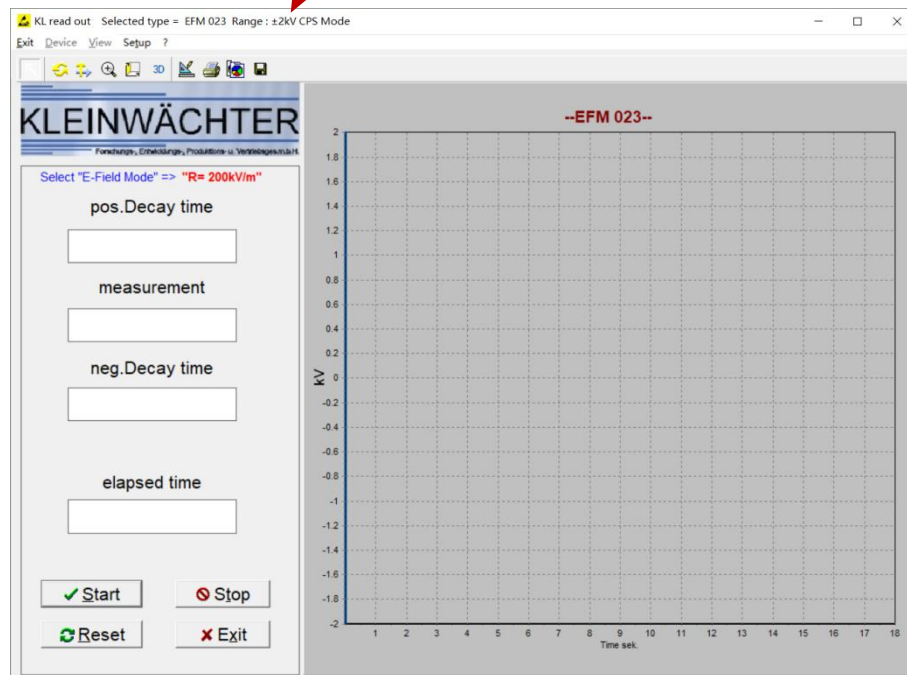 KL read out Selected type = EFM 023 Range : ±2kV CPS Mode
Exit Device View Setup ?
3D
KLEINWÄCHTER
Forschungs-, Entwicklungs-, Produktions- u. Vertriebsges.m.b.H.
Select "E-Field Mode" => "R= 200kV/m"
pos.Decay time
measurement
neg.Decay time
elapsed time
Start
Stop
Reset
Exit
--EFM 023--
2
1.8
1.6
1.4
1.2
1
0.8
0.6
0.4
0.2
0
-0.2
-0.4
-0.6
-0.8
-1
-1.2
-1.4
-1.6
-1.8
-2
kV
1 2 3 4 5 6 7 8 9 10 11 12 13 14 15 16 17 18
Time sek.